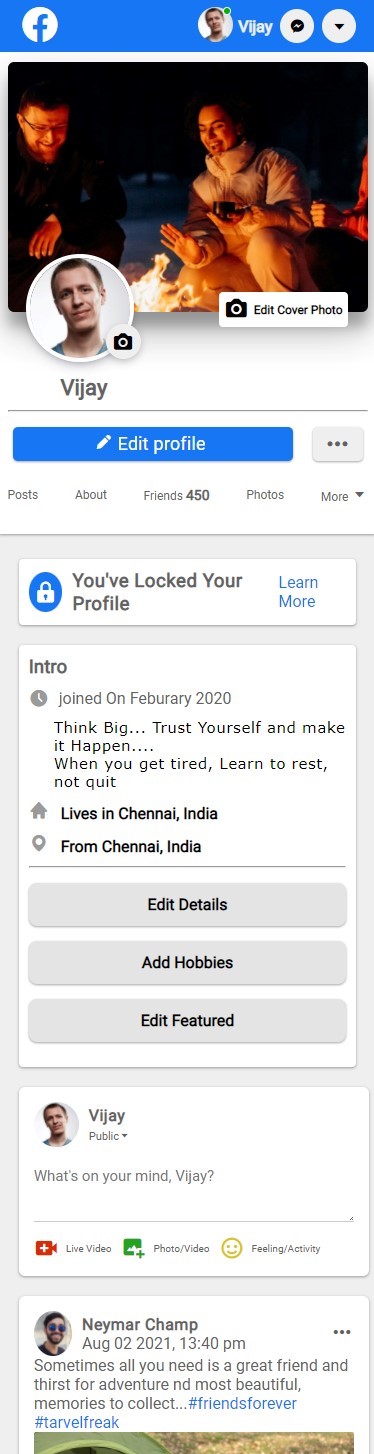 Vijay
Edit Cover Photo
Vijay
Edit profile
Posts About Friends 450 Photos More
You've Locked Your
Profile
Learn
More
Intro
joined On Feburary 2020
Think Big... Trust Yourself and make
it Happen....
When you get tired, Learn to rest,
not quit
Lives in Chennai, India
From Chennai, India
Edit Details
Add Hobbies
Edit Featured
Vijay
Public
What's on your mind, Vijay?
Live Video Photo/Video Feeling/Activity
Neymar Champ
Aug 02 2021, 13:40 pm
Sometimes all you need is a great friend and
thirst for adventure nd most beautiful,
memories to collect...#friendsforever
#tarvelfreak